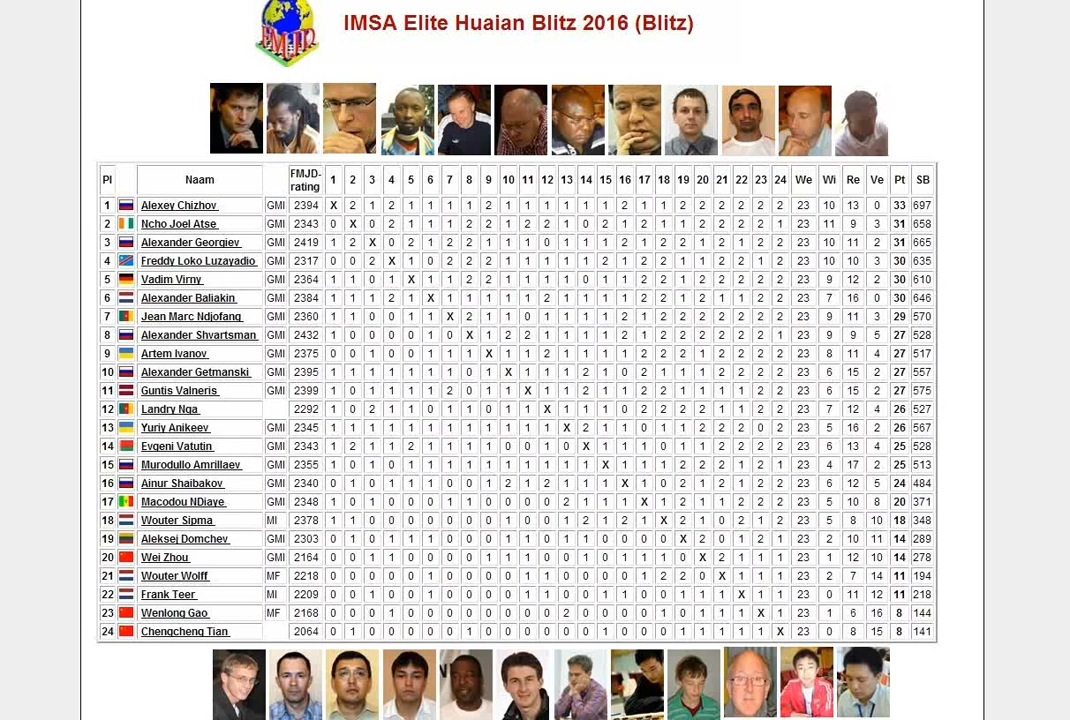 IMSA Elite Huaian Blitz 2016 (Blitz)
Pl Naam FMJD-rating 1 2 3 4 5 6 7 8 9 10 11 12 13 14 15 16 17 18 19 20 21 22 23 24 We Wi Re Ve Pt SB
1 Alexey Chizhov GMI 2394 X 2 1 2 1 1 1 1 2 1 1 1 1 1 1 2 1 1 2 2 2 2 2 2 23 10 13 0 33 697
2 Ncho Joel Atse GMI 2343 0 X 0 2 1 1 1 2 2 1 2 2 1 0 2 1 2 1 1 2 2 2 2 1 23 11 9 3 31 658
3 Alexander Georgiev GMI 2419 1 2 X 0 2 1 2 2 1 1 1 0 1 1 1 2 1 2 2 1 2 1 2 2 23 10 11 2 31 665
4 Freddy Loko Luzayadio GMI 2317 0 0 2 X 1 0 2 2 2 1 1 1 1 1 2 1 2 2 1 1 2 2 1 2 23 10 10 3 30 635
5 Vadim Virny GMI 2364 1 1 0 1 X 1 1 2 2 1 1 1 1 0 1 1 2 2 1 2 2 2 2 2 23 9 12 2 30 610
6 Alexander Baliakin GMI 2384 1 1 1 2 1 X 1 1 1 1 1 2 1 1 1 1 2 2 1 2 1 1 2 2 23 7 16 0 30 646
7 Jean Marc Ndjofang GMI 2360 1 1 0 0 1 1 X 2 1 1 0 1 1 1 1 2 1 2 2 2 2 2 2 2 23 9 11 3 29 570
8 Alexander Shvartsman GMI 2432 1 0 0 0 0 1 0 X 1 2 2 1 1 1 1 2 1 2 2 2 2 2 2 1 23 9 9 5 27 528
9 Artem Ivanov GMI 2375 0 0 1 0 0 1 1 1 X 1 1 2 1 1 1 1 2 2 2 1 2 2 2 2 23 8 11 4 27 517
10 Alexander Getmanski GMI 2395 1 1 1 1 1 1 1 0 1 X 1 1 1 2 1 0 2 1 1 1 2 2 2 2 23 6 15 2 27 557
11 Guntis Valneris GMI 2399 1 0 1 1 1 1 2 0 1 1 X 1 1 2 1 1 2 2 1 1 1 1 2 2 23 6 15 2 27 575
12 Landry Nga 2292 1 0 2 1 1 0 1 1 0 1 1 X 1 1 1 0 2 2 2 2 1 1 2 2 23 7 12 4 26 527
13 Yuriy Anikeev GMI 2345 1 1 1 1 1 1 1 1 1 1 1 1 X 2 1 1 0 1 1 2 2 2 0 2 23 5 16 2 26 567
14 Evgeni Vatutin GMI 2343 1 2 1 1 2 1 1 1 1 0 0 1 0 X 1 1 1 0 1 1 2 2 2 2 23 6 13 4 25 528
15 Murodullo Amrillaev GMI 2355 1 0 1 0 1 1 1 1 1 1 1 1 1 1 X 1 1 1 2 2 2 1 2 1 23 4 17 2 25 513
16 Ainur Shaibakov GMI 2340 0 1 0 1 1 1 0 0 1 2 1 2 1 1 1 X 1 0 2 1 2 2 1 2 23 6 12 5 24 484
17 Macodou NDiaye GMI 2348 1 0 1 0 0 0 1 1 0 0 0 0 2 1 1 1 X 1 2 1 1 2 2 2 23 5 10 8 20 371
18 Wouter Sipma MI 2378 1 1 0 0 0 0 0 0 0 1 0 0 1 2 1 2 1 X 2 1 0 2 1 2 23 5 8 10 18 348
19 Aleksej Domchev GMI 2303 0 1 0 1 0 1 0 0 0 1 1 0 1 1 0 0 0 0 X 2 0 1 2 1 23 2 10 11 14 289
20 Wei Zhou GMI 2164 0 0 1 1 0 0 0 0 1 1 1 0 0 1 0 1 1 1 0 X 2 1 1 1 23 1 12 10 14 278
21 Wouter Wolff MF 2218 0 0 0 0 0 1 0 0 0 0 1 1 0 0 0 0 1 2 2 0 X 1 1 1 23 2 7 14 11 194
22 Frank Teer MI 2209 0 0 1 0 0 1 0 0 0 0 1 1 0 0 1 0 0 0 1 1 1 X 1 1 23 0 11 12 11 218
23 Wenlong Gao MF 2168 0 0 0 1 0 0 0 0 0 0 0 0 2 0 0 1 0 1 0 1 1 1 X 1 23 1 6 16 8 144
24 Chengcheng Tian 2064 0 1 0 0 0 0 0 1 0 0 0 0 0 0 1 0 0 0 1 1 1 1 1 X 23 0 8 15 8 141